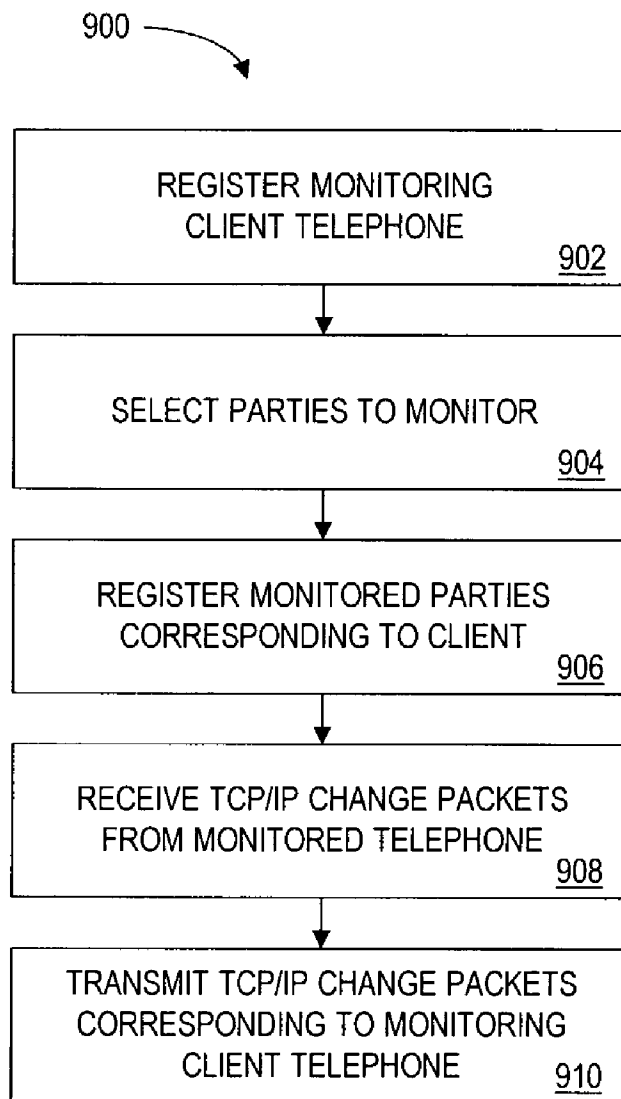 900
REGISTER MONITORING
CLIENT TELEPHONE
902
SELECT PARTIES TO MONITOR
904
REGISTER MONITORED PARTIES
CORRESPONDING TO CLIENT
906
RECEIVE TCP/IP CHANGE PACKETS
FROM MONITORED TELEPHONE
908
TRANSMIT TCP/IP CHANGE PACKETS
CORRESPONDING TO MONITORING
CLIENT TELEPHONE
910